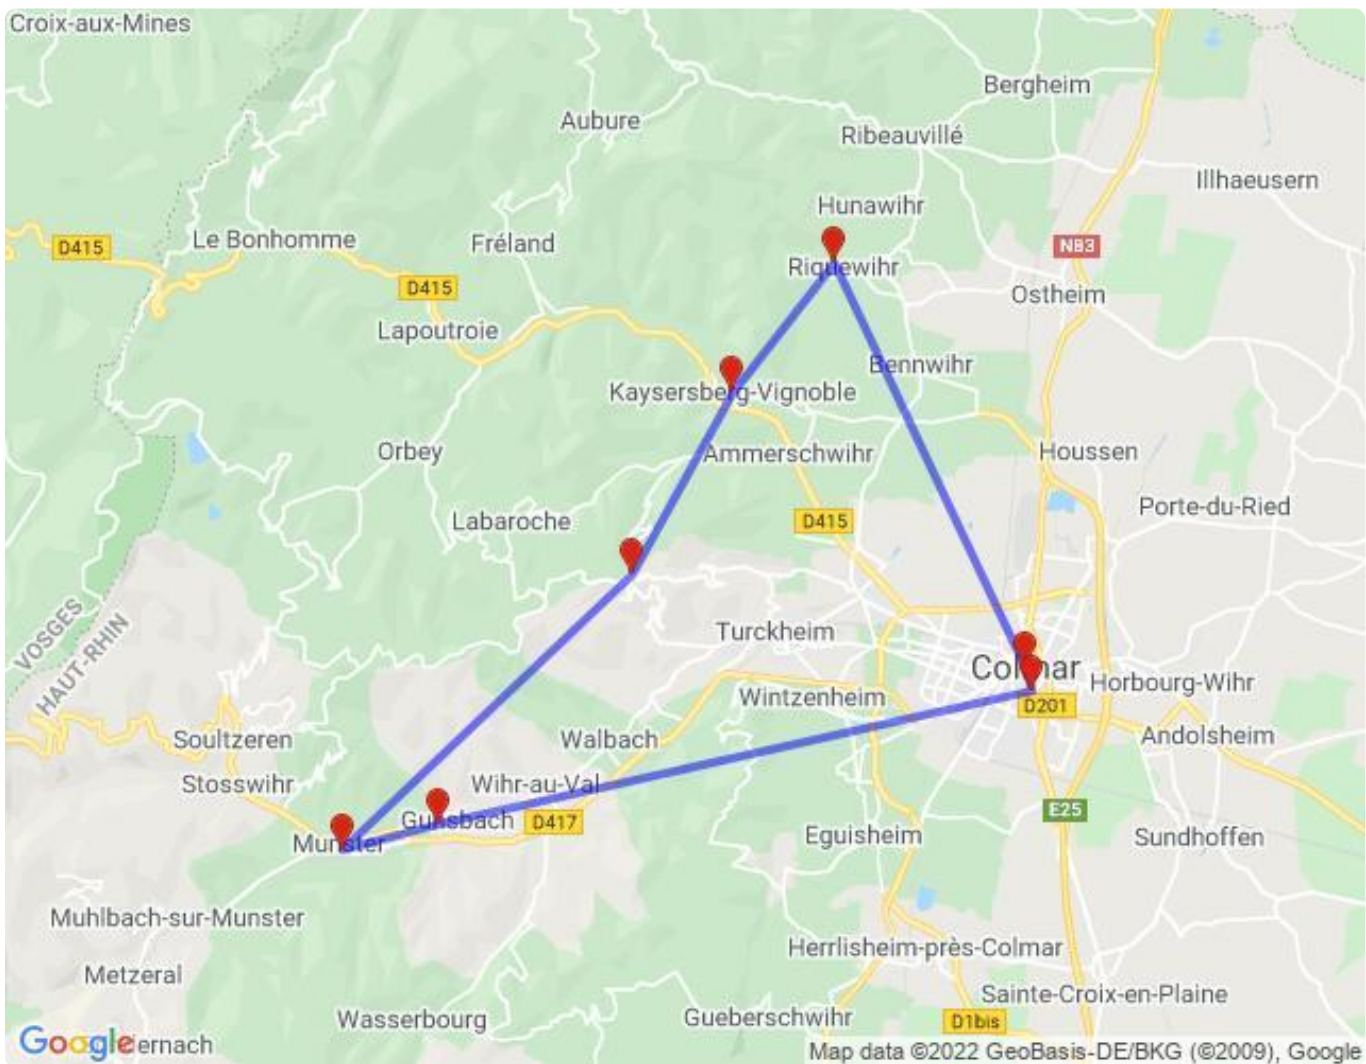 Croix-aux-Mines
Bergheim
Aubure
Ribeauvillé
Illhaeusern
Hunawihr
Le Bonhomme
Fréland
D415
N83
Riquewihr
D415
Ostheim
Lapoutroie
Bennwihr
Kaysersberg-Vignoble
Orbey
Ammerschwihr
Houssen
Porte-du-Ried
Labaroche
D415
VOSGES
HAUT-RHIN
Turckheim
Colmar
Horbourg-Wihr
Wintzenheim
D201
Soultzeren
Walbach
Andolsheim
Stosswihr
Wihr-au-Val
E25
Gunsbach
D417
Munster
Eguisheim
Sundhoffen
Muhlbach-sur-Munster
Herrlisheim-près-Colmar
Metzeral
Sainte-Croix-en-Plaine
Wasserbourg
Gueberschwihr
D1bis
Google
ernach
Map data ©2022 GeoBasis-DE/BKG (©2009), Google